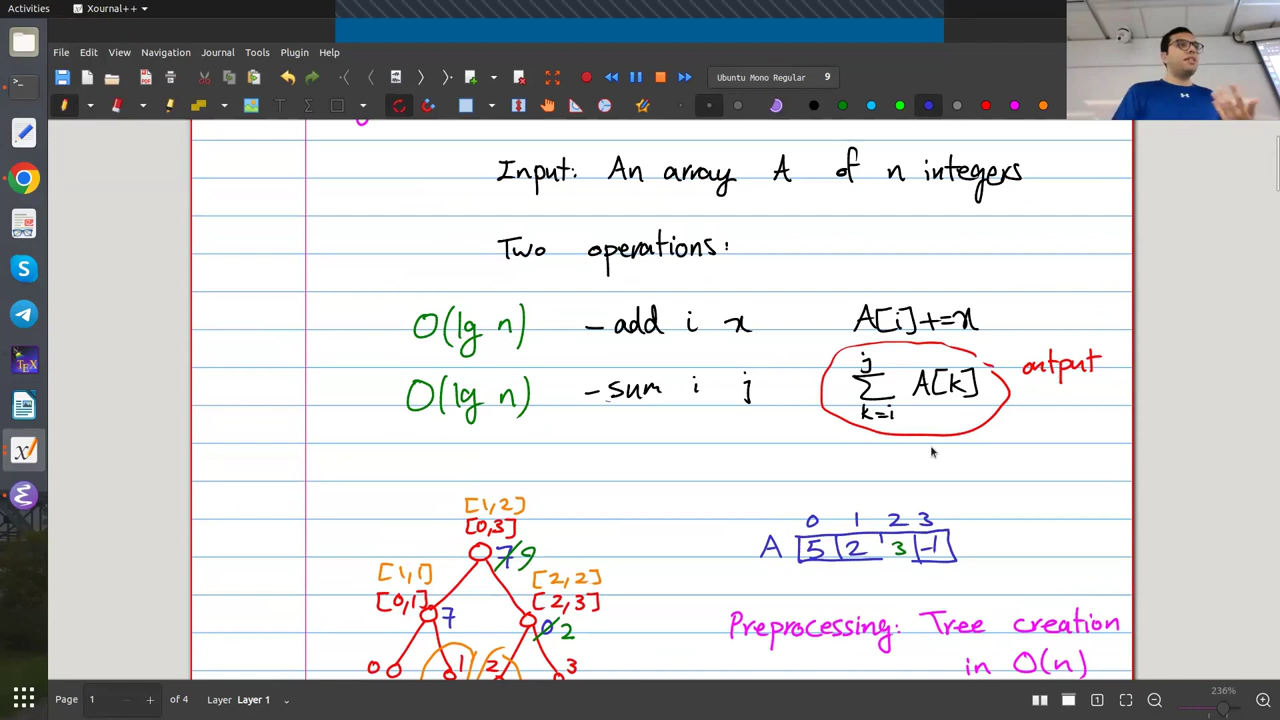 Activities Xournal++
File Edit View Navigation Journal Tools Plugin Help
Ubuntu Mono Regular 9
Input: An array A of n integers
Two operations:
O(lg n) - add i x A[i]+=x
O(lg n) - sum i j j Σ k=i A[k] output
[1,2]
[0,3]
7 9
[1,1] [2,2]
[0,1] [2,3]
7 0 2
0 1 2 3
0 1 2 3
A 5 2 3 -1
Preprocessing: Tree creation
in O(n)
Page 1 of 4 Layer Layer 1 236%